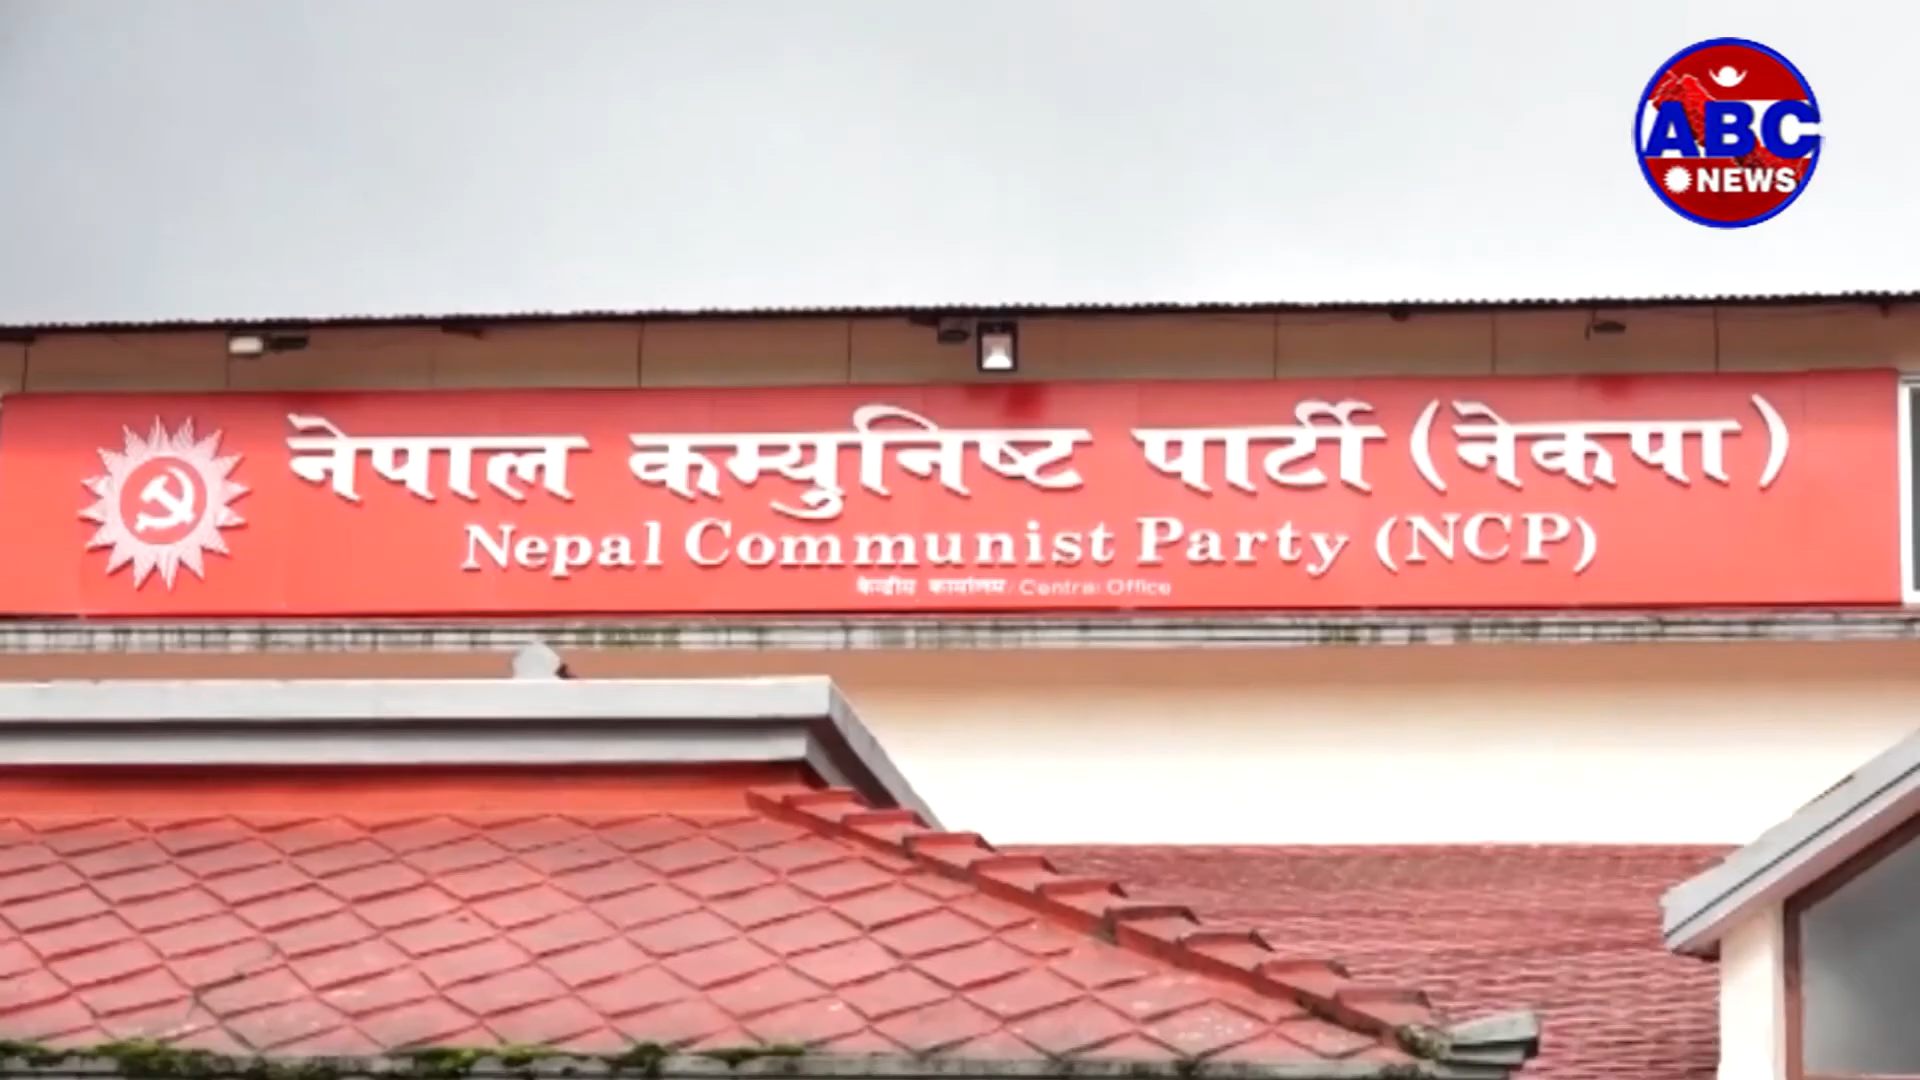 ABC
NEWS
नेपाल कम्युनिष्ट पार्टी (नेकपा)
Nepal Communist Party (NCP)
केन्द्रीय कार्यालय / Central Office